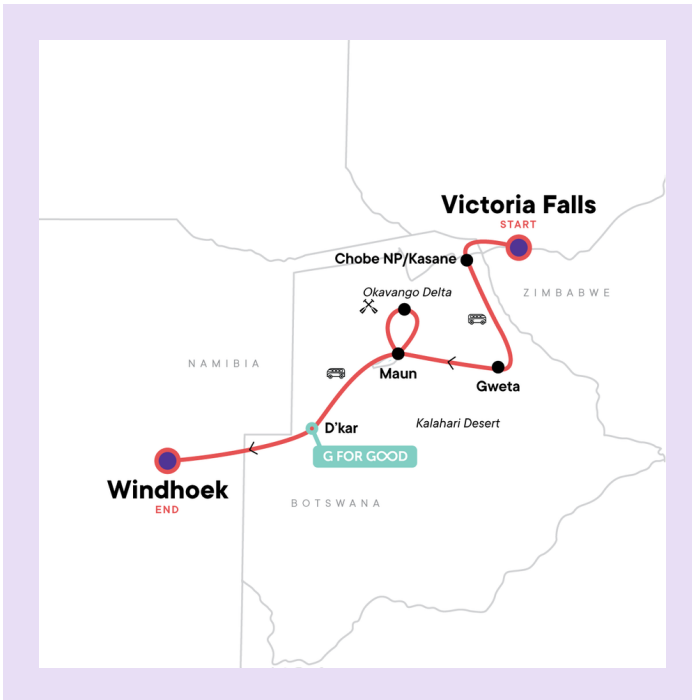 Victoria Falls
START
Chobe NP/Kasane
Okavango Delta
ZIMBABWE
NAMIBIA
Maun
Gweta
Kalahari Desert
D'kar
G FOR GOOD
Windhoek
END
BOTSWANA